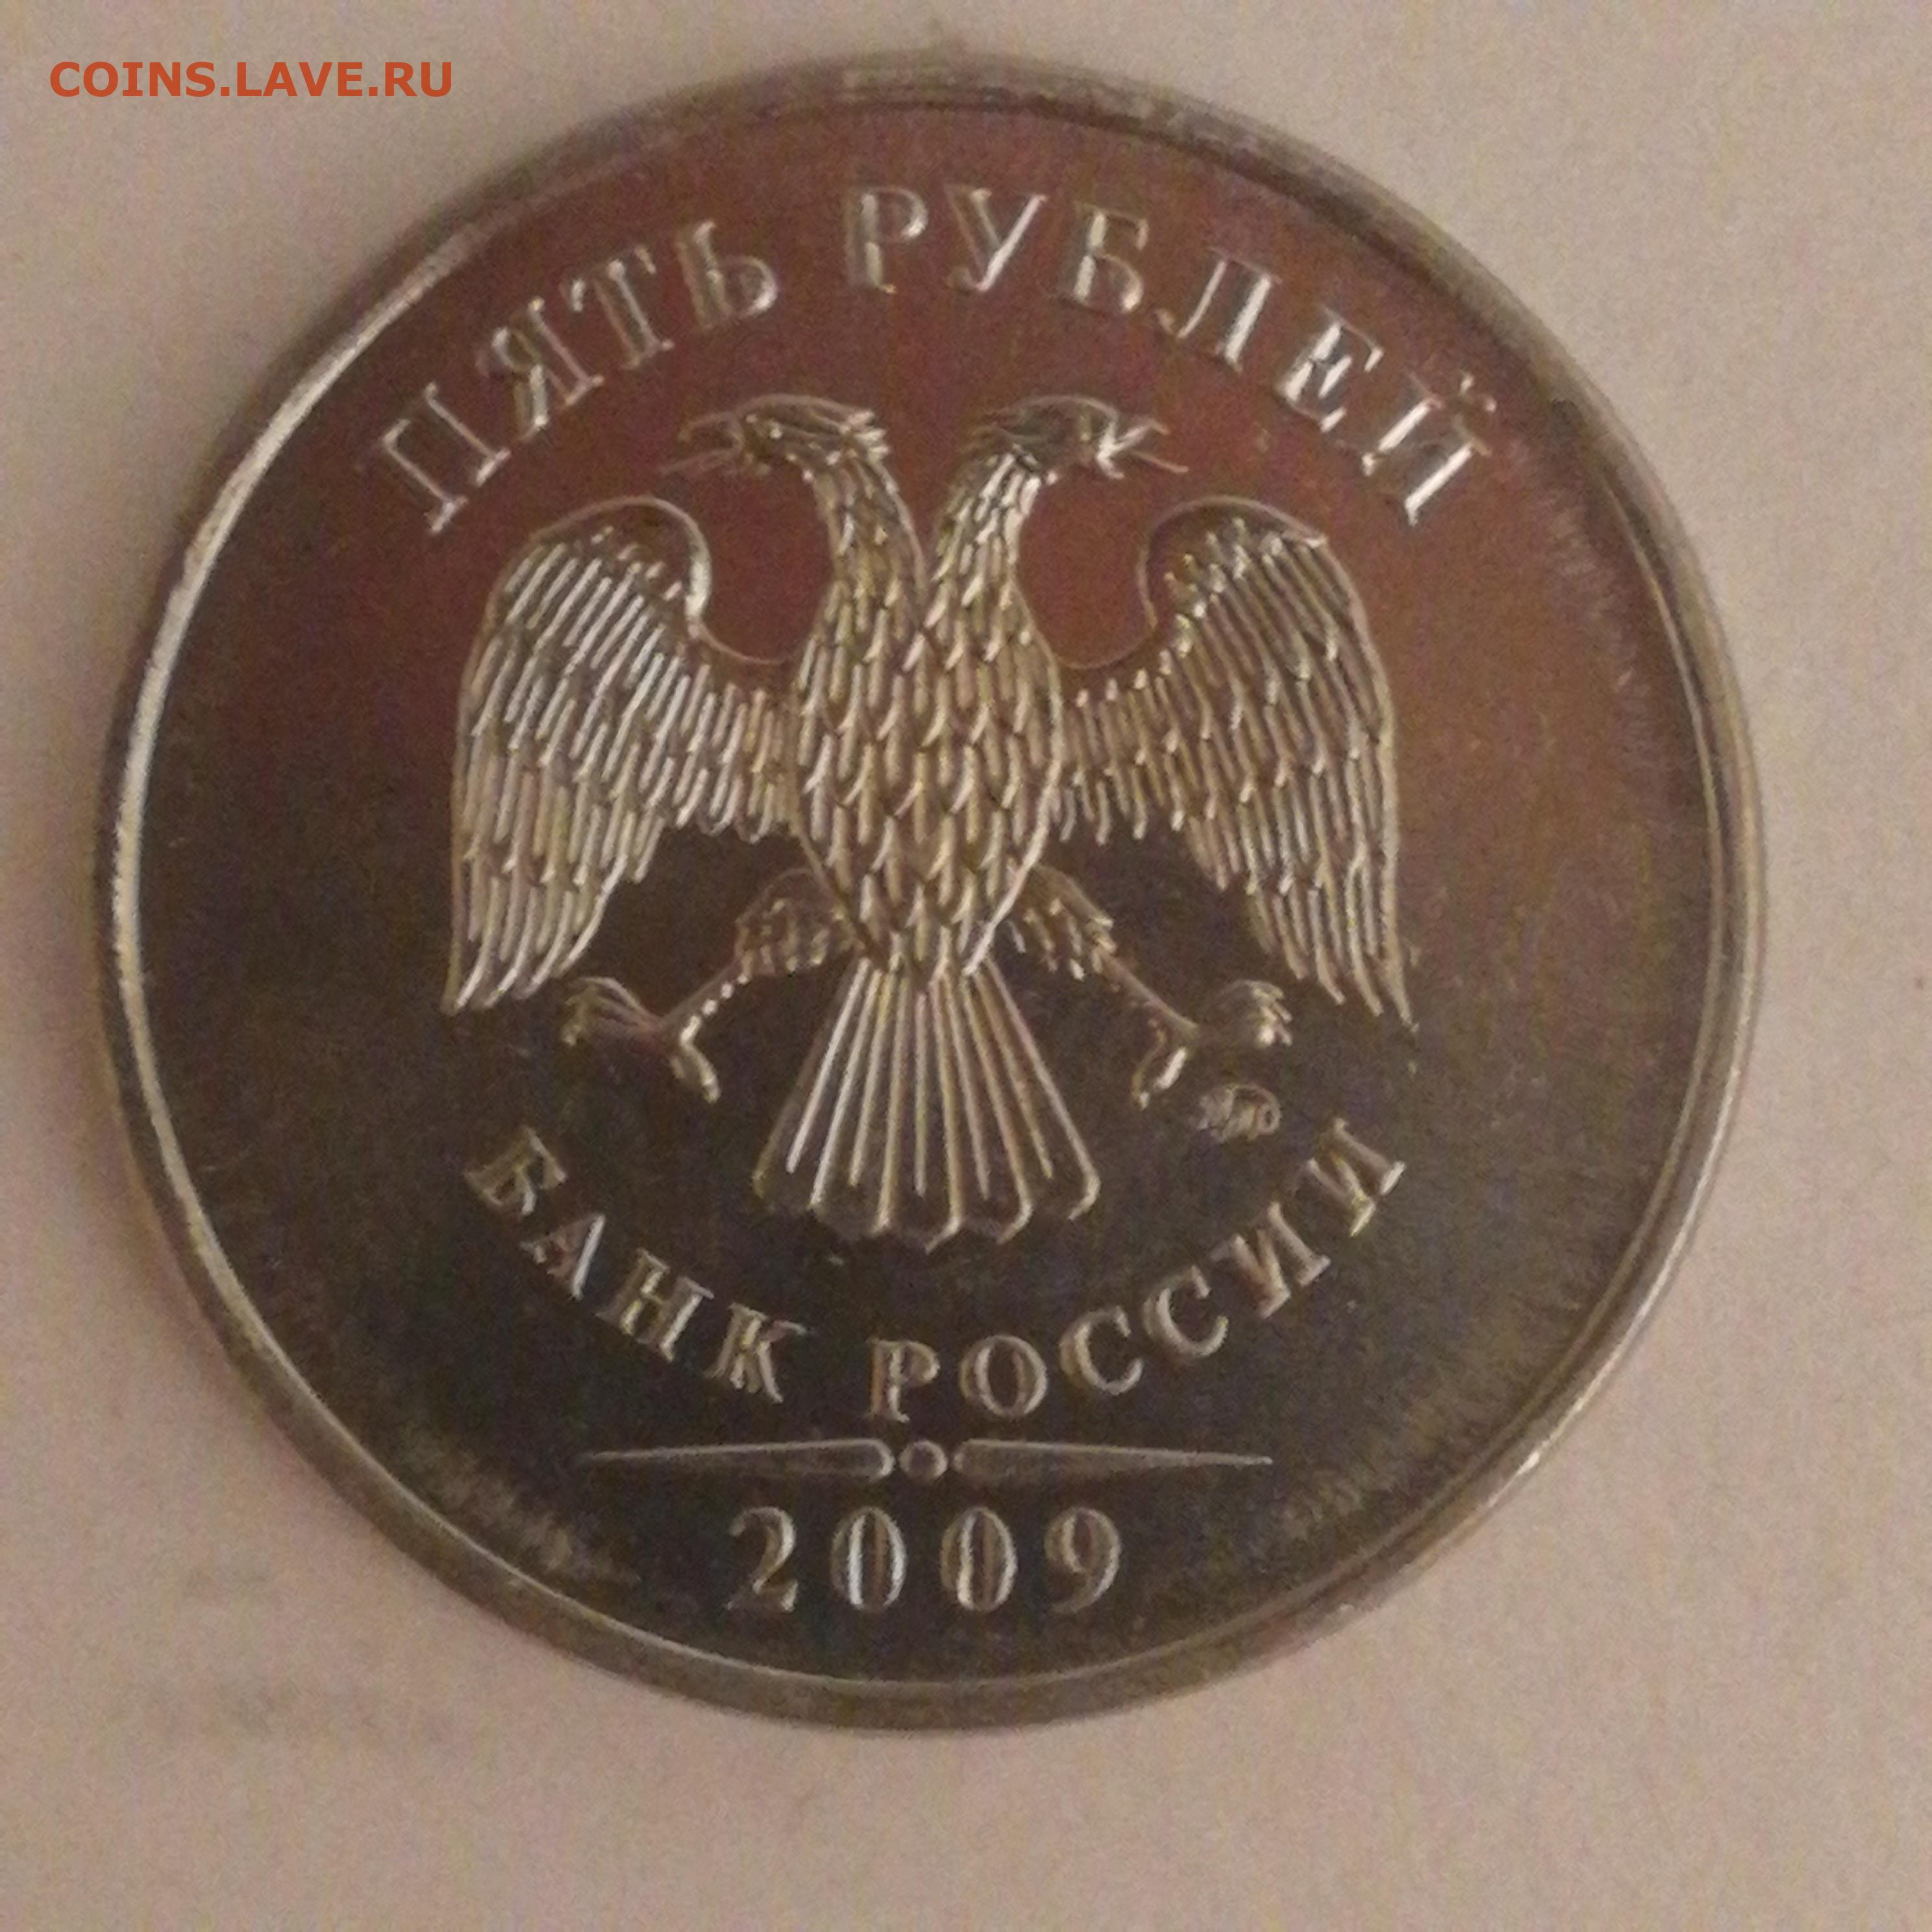 COINS.LAVE.RU
ПЯТЬ РУБЛЕЙ
БАНК РОССИИ
2009